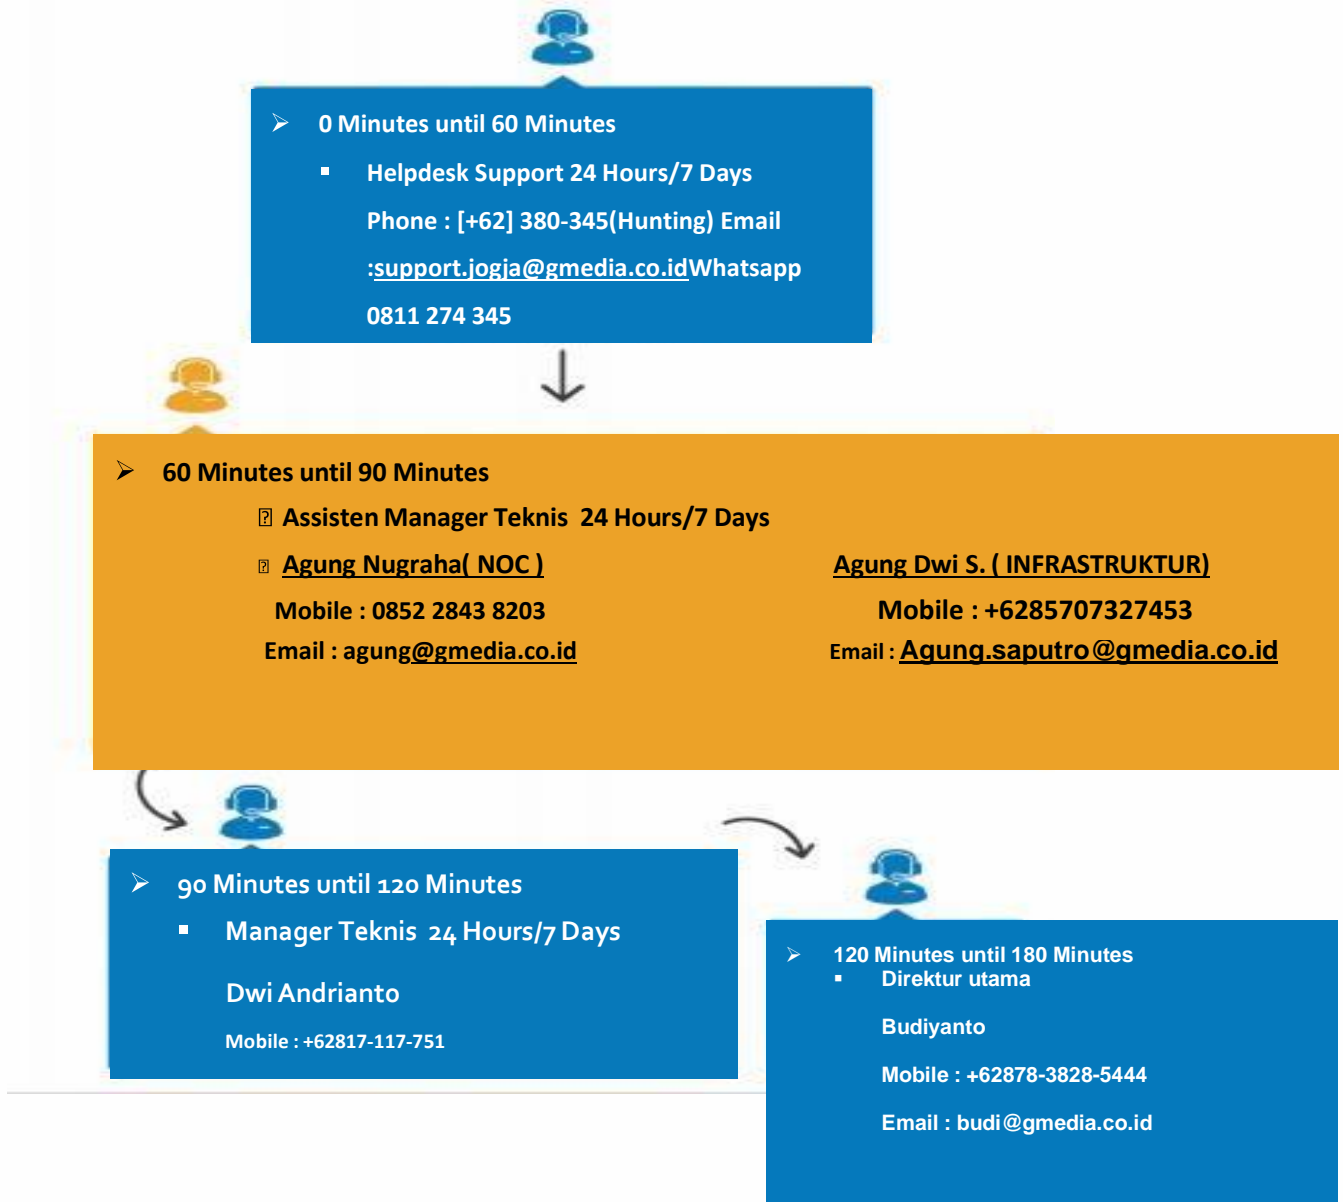 ➢ 0 Minutes until 60 Minutes
▪ Helpdesk Support 24 Hours/7 Days
Phone : [+62] 380-345(Hunting) Email
:support.jogja@gmedia.co.idWhatsapp
0811 274 345
➢ 60 Minutes until 90 Minutes
⍰ Assisten Manager Teknis 24 Hours/7 Days
⍰ Agung Nugraha( NOC )
Mobile : 0852 2843 8203
Email : agung@gmedia.co.id
Agung Dwi S. ( INFRASTRUKTUR)
Mobile : +6285707327453
Email : Agung.saputro@gmedia.co.id
➢ 90 Minutes until 120 Minutes
▪ Manager Teknis 24 Hours/7 Days
Dwi Andrianto
Mobile : +62817-117-751
➢ 120 Minutes until 180 Minutes
▪ Direktur utama
Budiyanto
Mobile : +62878-3828-5444
Email : budi@gmedia.co.id